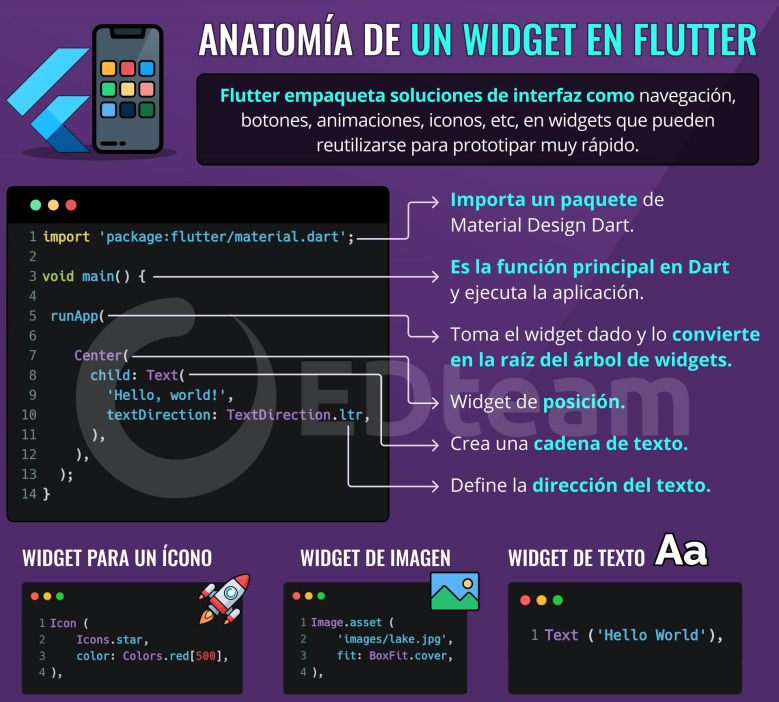 ANATOMÍA DE UN WIDGET EN FLUTTER
Flutter empaqueta soluciones de interfaz como navegación,
botones, animaciones, iconos, etc, en widgets que pueden
reutilizarse para prototipar muy rápido.
1 import 'package:flutter/material.dart';
2
3 void main() {
4
5 runApp(
6
7 Center(
8 child: Text(
9 'Hello, world!',
10 textDirection: TextDirection.ltr,
11 ),
12 ),
13 );
14 }
Importa un paquete de
Material Design Dart.
Es la función principal en Dart
y ejecuta la aplicación.
Toma el widget dado y lo convierte
en la raíz del árbol de widgets.
Widget de posición.
Crea una cadena de texto.
Define la dirección del texto.
EDteam
WIDGET PARA UN ÍCONO
1 Icon (
2 Icons.star,
3 color: Colors.red[500],
4 ),
WIDGET DE IMAGEN
1 Image.asset (
2 'images/lake.jpg',
3 fit: BoxFit.cover,
4 ),
WIDGET DE TEXTO Aa
1 Text ('Hello World'),